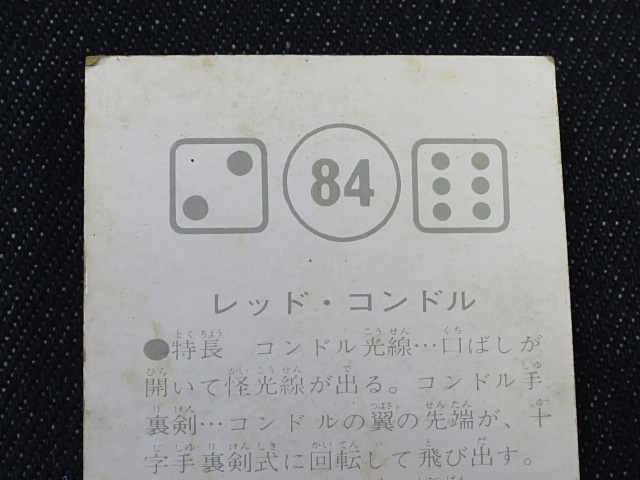 84
レッド・コンドル
●特長　コンドル光線…口ばしが
開いて怪光線が出る。コンドル手
裏剣…コンドルの翼の先端が、十
字手裏剣式に回転して飛び出す。